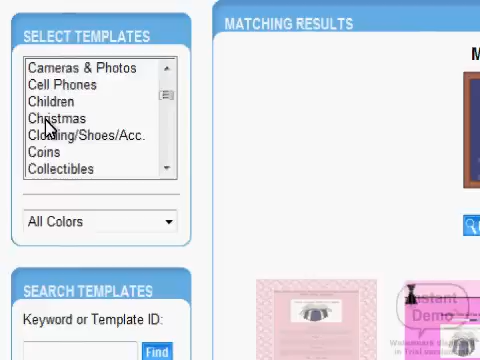 SELECT TEMPLATES
Cameras & Photos
Cell Phones
Children
Christmas
Clothing/Shoes/Acc.
Coins
Collectibles
All Colors
SEARCH TEMPLATES
Keyword or Template ID:
Find
MATCHING RESULTS
M
Instant
Demo